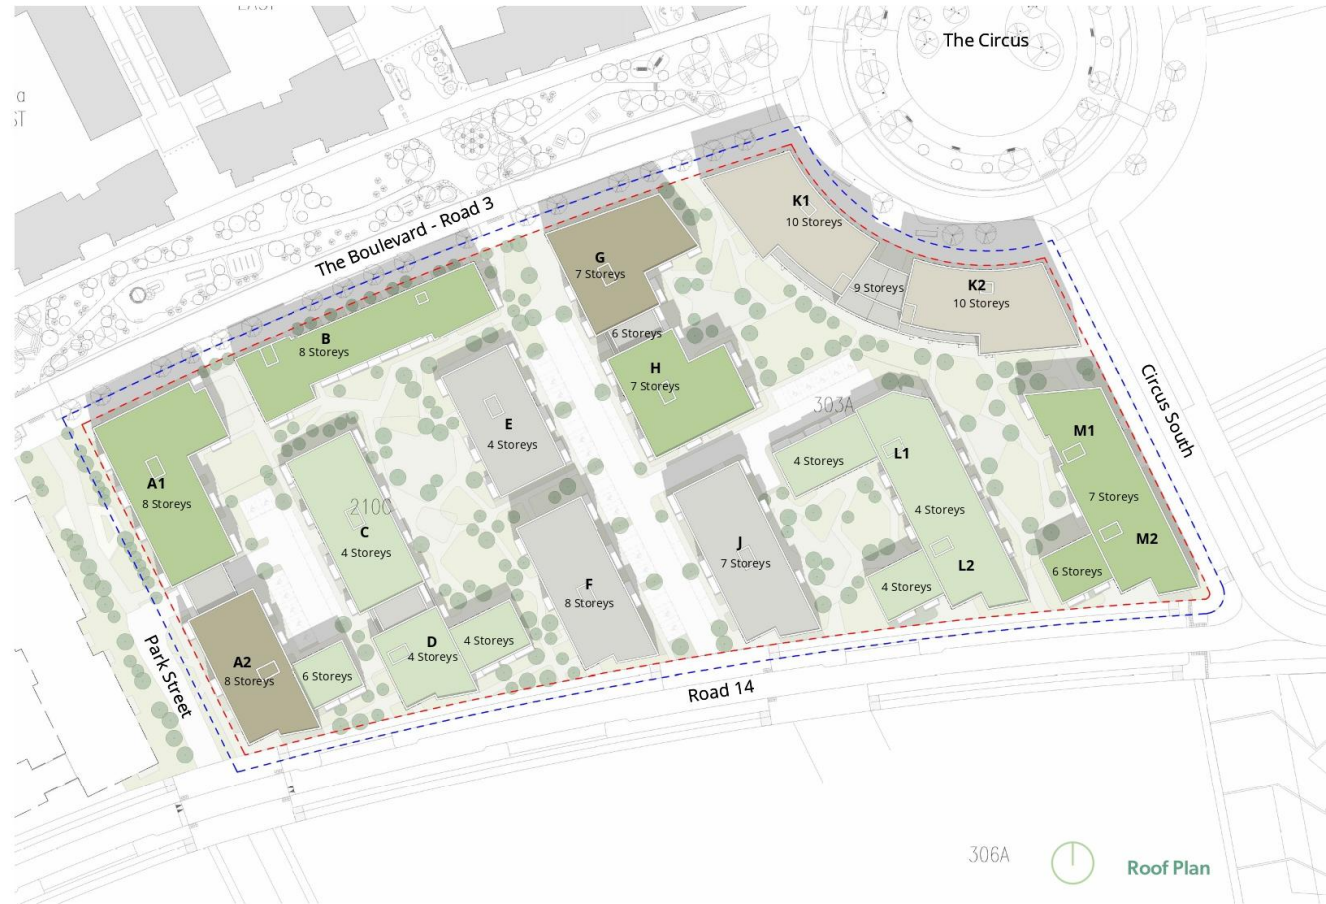 EAST
The Circus
a
ST
The Boulevard - Road 3
K1
10 Storeys
G
7 Storeys
9 Storeys
K2
10 Storeys
6 Storeys
B
8 Storeys
H
7 Storeys
303A
Circus South
E
4 Storeys
M1
7 Storeys
M2
6 Storeys
L1
4 Storeys
4 Storeys
L2
4 Storeys
A1
8 Storeys
2100
C
4 Storeys
J
7 Storeys
F
8 Storeys
D
4 Storeys
4 Storeys
A2
8 Storeys
6 Storeys
Park Street
Road 14
306A
Roof Plan